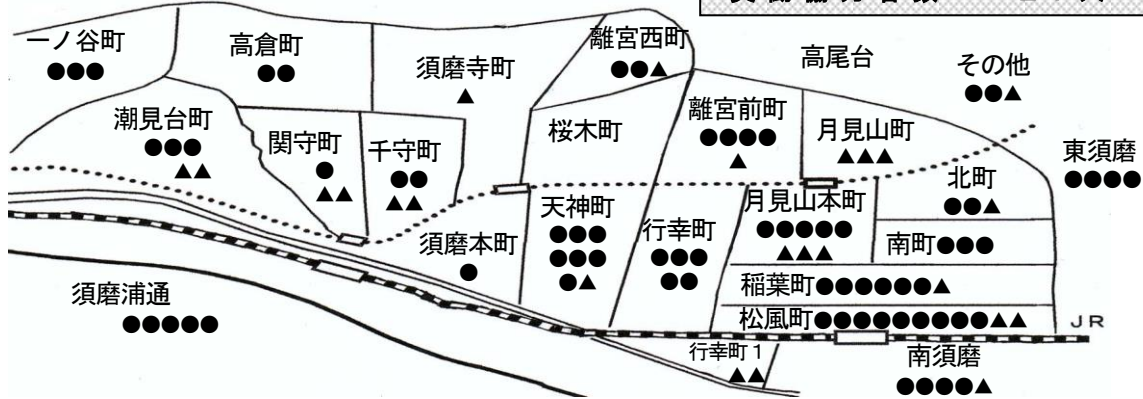 一ノ谷町
●●●
高倉町
●●
須磨寺町
▲
離宮西町
●●▲
高尾台
その他
●●▲
潮見台町
●●●
▲▲
関守町
●
▲▲
千守町
●●
▲▲
桜木町
離宮前町
●●●●
▲
月見山町
▲▲▲
東須磨
●●●●
北町
●●▲
須磨本町
●
天神町
●●●
●●●
●▲
行幸町
●●●
●●
月見山本町
●●●●●
▲▲▲
南町●●●
稲葉町●●●●●●▲
松風町●●●●●●●●●▲▲
JR
須磨浦通
●●●●●
行幸町1
▲▲
南須磨
●●●●▲